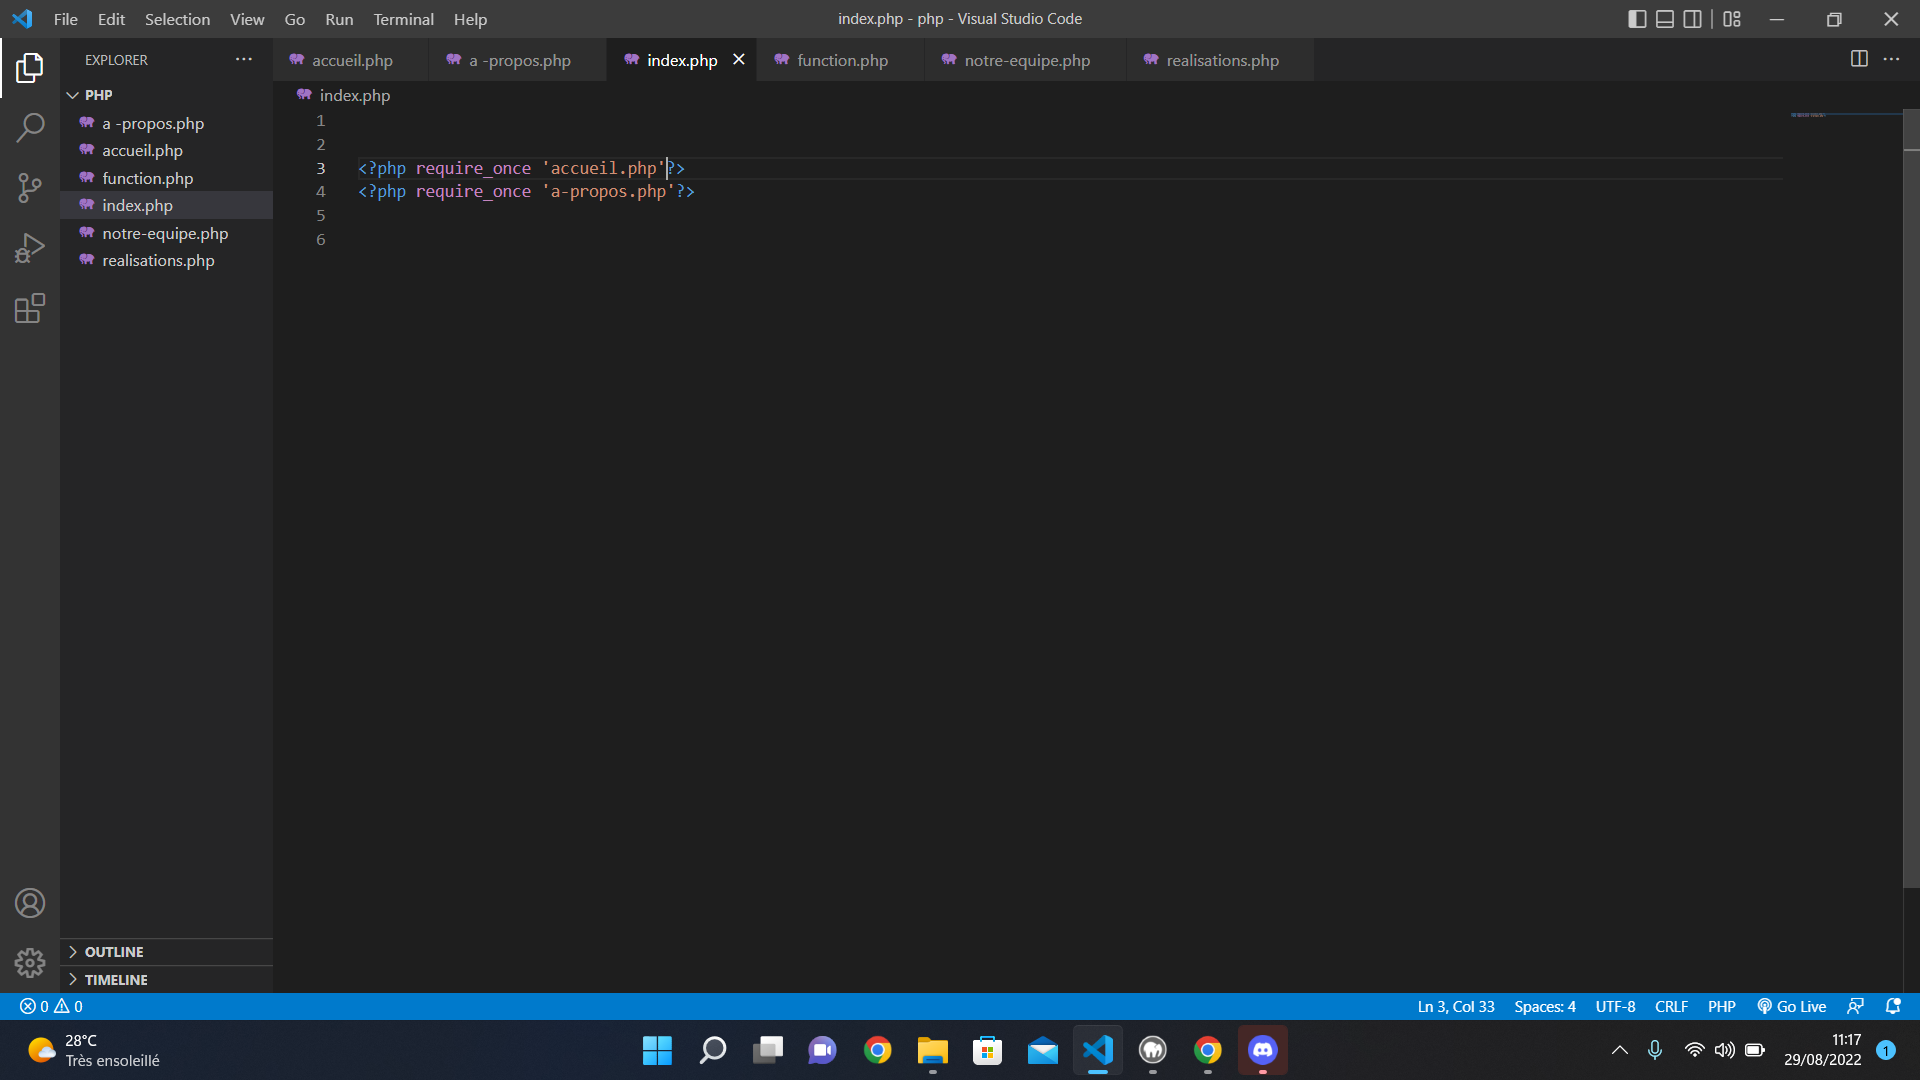 File Edit Selection View Go Run Terminal Help
index.php - php - Visual Studio Code
EXPLORER
PHP
a -propos.php
accueil.php
function.php
index.php
notre-equipe.php
realisations.php
OUTLINE
TIMELINE
accueil.php a -propos.php index.php function.php notre-equipe.php realisations.php
index.php
1
2
3 <?php require_once 'accueil.php'?>
4 <?php require_once 'a-propos.php'?>
5
6
0 0 Ln 3, Col 33 Spaces: 4 UTF-8 CRLF PHP Go Live
28°C
Très ensoleillé
11:17
29/08/2022
1